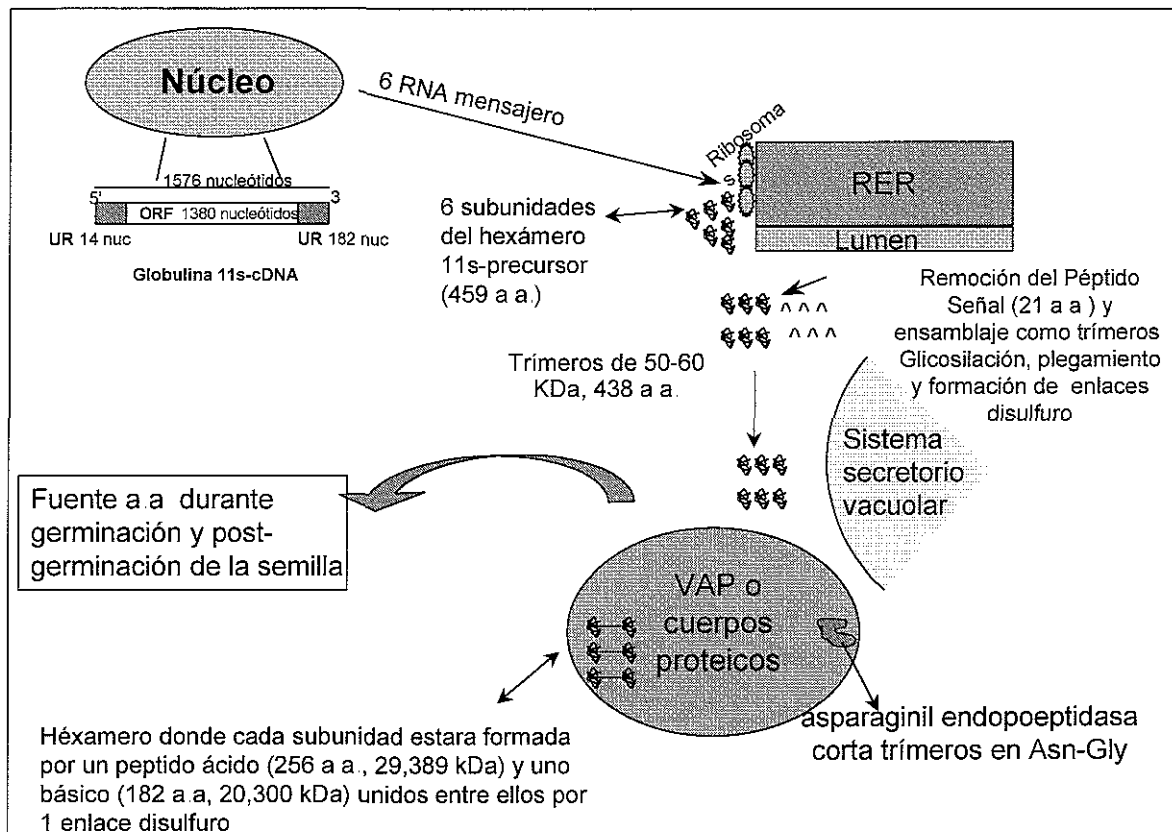 Núcleo
6 RNA mensajero
Ribosoma
s
RER
Lumen
1576 nucleótidos
5'
3
ORF 1380 nucleótidos
UR 14 nuc
UR 182 nuc
Globulina 11s-cDNA
6 subunidades
del hexámero
11s-precursor
(459 a a.)
Remoción del Péptido
Señal (21 a a ) y
ensamblaje como trímeros
Glicosilación, plegamiento
y formación de enlaces
disulfuro
^ ^ ^
^ ^ ^
Trímeros de 50-60
KDa, 438 a a.
Sistema
secretorio
vacuolar
Fuente a.a durante
germinación y post-
germinación de la semilla
VAP o
cuerpos
proteicos
asparaginil endopoeptidasa
corta trímeros en Asn-Gly
Héxamero donde cada subunidad estara formada
por un peptido ácido (256 a a., 29,389 kDa) y uno
básico (182 a.a, 20,300 kDa) unidos entre ellos por
1 enlace disulfuro